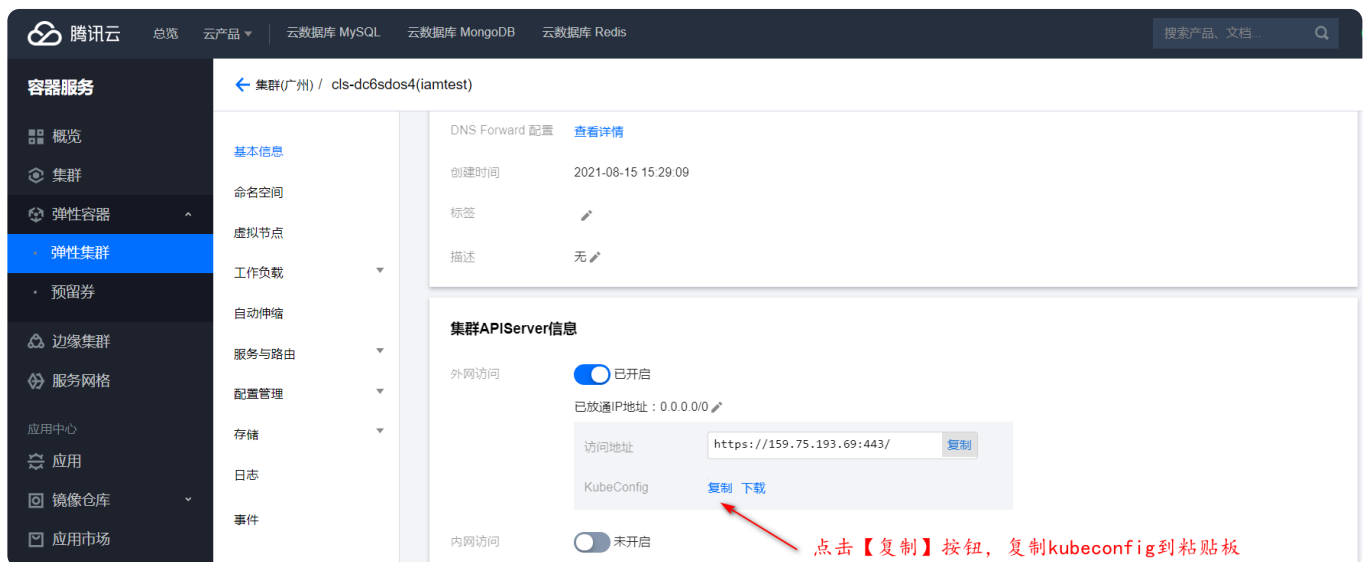 腾讯云 总览 云产品 云数据库 MySQL 云数据库 MongoDB 云数据库 Redis 搜索产品、文档...
容器服务
概览
集群
弹性容器
弹性集群
预留券
边缘集群
服务网格
应用中心
应用
镜像仓库
应用市场
集群(广州) / cls-dc6sdos4(iamtest)
基本信息
命名空间
虚拟节点
工作负载
自动伸缩
服务与路由
配置管理
存储
日志
事件
DNS Forward 配置 查看详情
创建时间 2021-08-15 15:29:09
标签
描述 无
集群APIServer信息
外网访问 已开启
已放通IP地址：0.0.0.0/0
访问地址 https://159.75.193.69:443/ 复制
KubeConfig 复制 下载
内网访问 未开启
点击【复制】按钮，复制kubeconfig到粘贴板